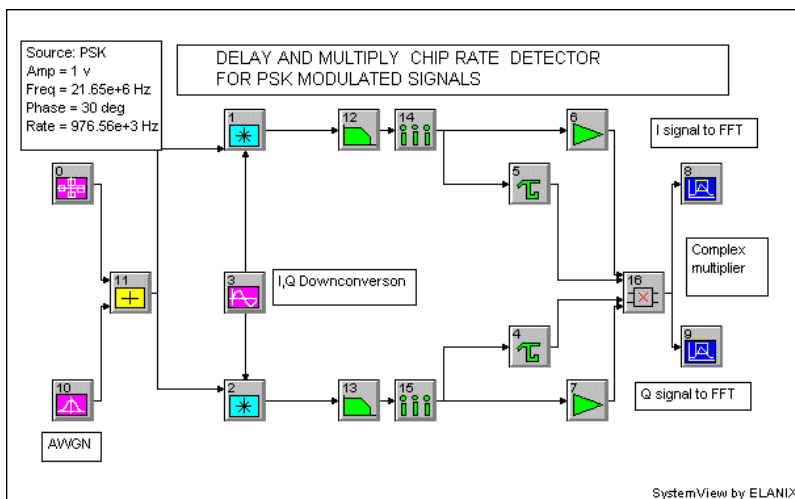 Source: PSK
Amp = 1 v
Freq = 21.65e+6 Hz
Phase = 30 deg
Rate = 976.56e+3 Hz
DELAY AND MULTIPLY CHIP RATE DETECTOR
FOR PSK MODULATED SIGNALS
1
12
14
6
I signal to FFT
0
5
8
11
3
I,Q Downconverson
16
Complex
multiplier
4
9
10
2
13
15
7
Q signal to FFT
AWGN
SystemView by ELANIX